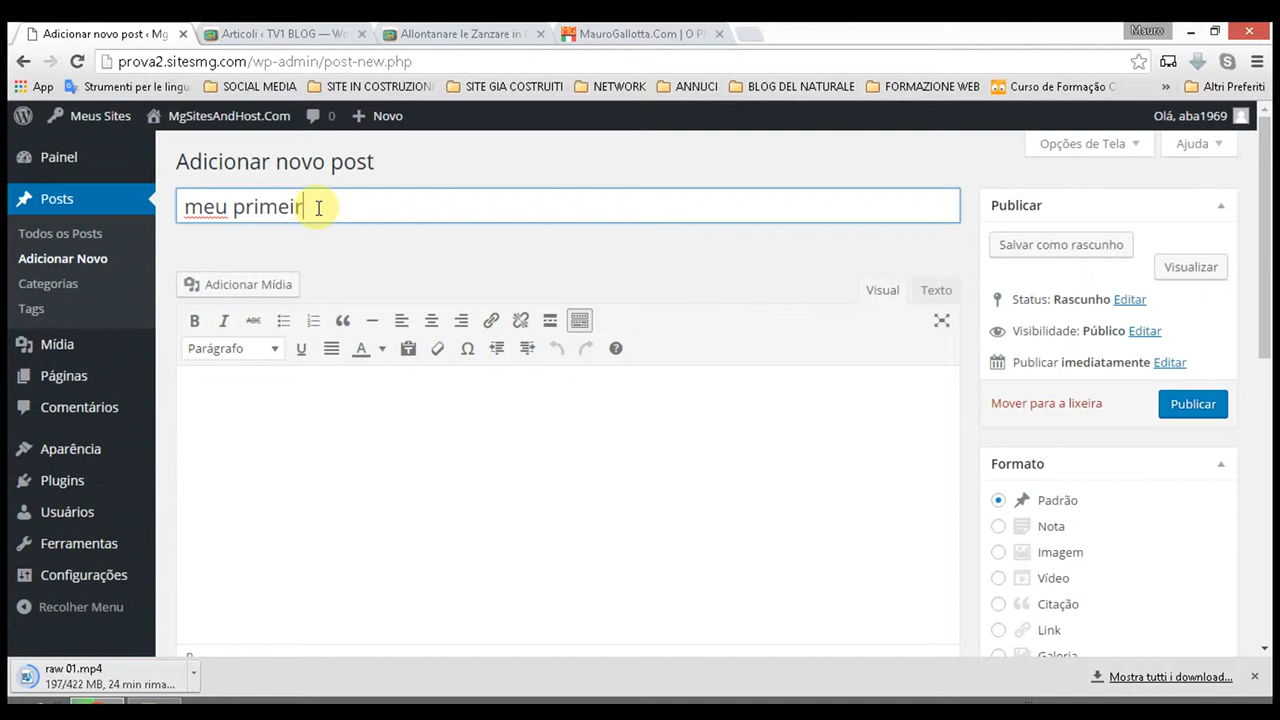 Adicionar novo post ‹ Mg
Articoli ‹ TV1 BLOG — Wo
Allontanare le Zanzare in
MauroGallotta.Com | O P
Mauro
prova2.sitesmg.com/wp-admin/post-new.php
App
Strumenti per le lingu
SOCIAL MEDIA
SITE IN COSTRUZION
SITE GIA COSTRUITI
NETWORK
ANNUCI
BLOG DEL NATURALE
FORMAZIONE WEB
Curso de Formação C
»
Altri Preferiti
Meus Sites
MgSitesAndHost.Com
0
Novo
Olá, aba1969
Opções de Tela
Ajuda
Painel
Posts
Todos os Posts
Adicionar Novo
Categorias
Tags
Mídia
Páginas
Comentários
Aparência
Plugins
Usuários
Ferramentas
Configurações
Recolher Menu
Adicionar novo post
meu primeir
Adicionar Mídia
Visual
Texto
B I ABC
Parágrafo
U A Ω
Publicar
Salvar como rascunho
Visualizar
Status: Rascunho Editar
Visibilidade: Público Editar
Publicar imediatamente Editar
Mover para a lixeira
Publicar
Formato
Padrão
Nota
Imagem
Vídeo
Citação
Link
Galeria
raw 01.mp4
197/422 MB, 24 min rima...
Mostra tutti i download...